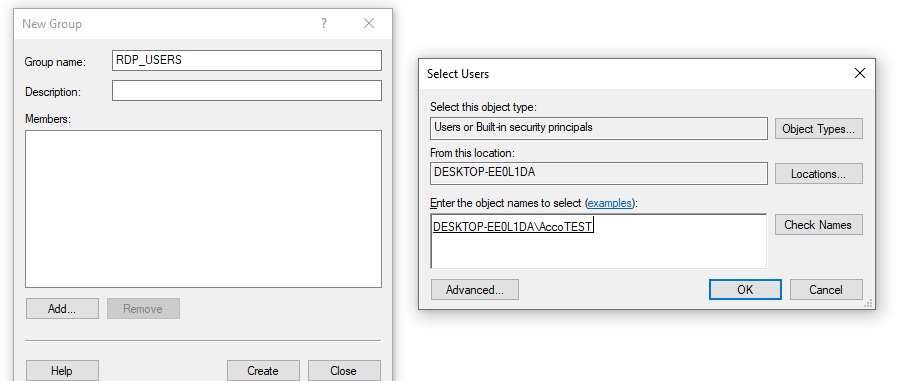 New Group
Group name: RDP_USERS
Description:
Members:
Add... Remove
Help Create Close
Select Users
Select this object type:
Users or Built-in security principals Object Types...
From this location:
DESKTOP-EE0L1DA Locations...
Enter the object names to select (examples):
DESKTOP-EE0L1DA\AccoTEST Check Names
Advanced... OK Cancel